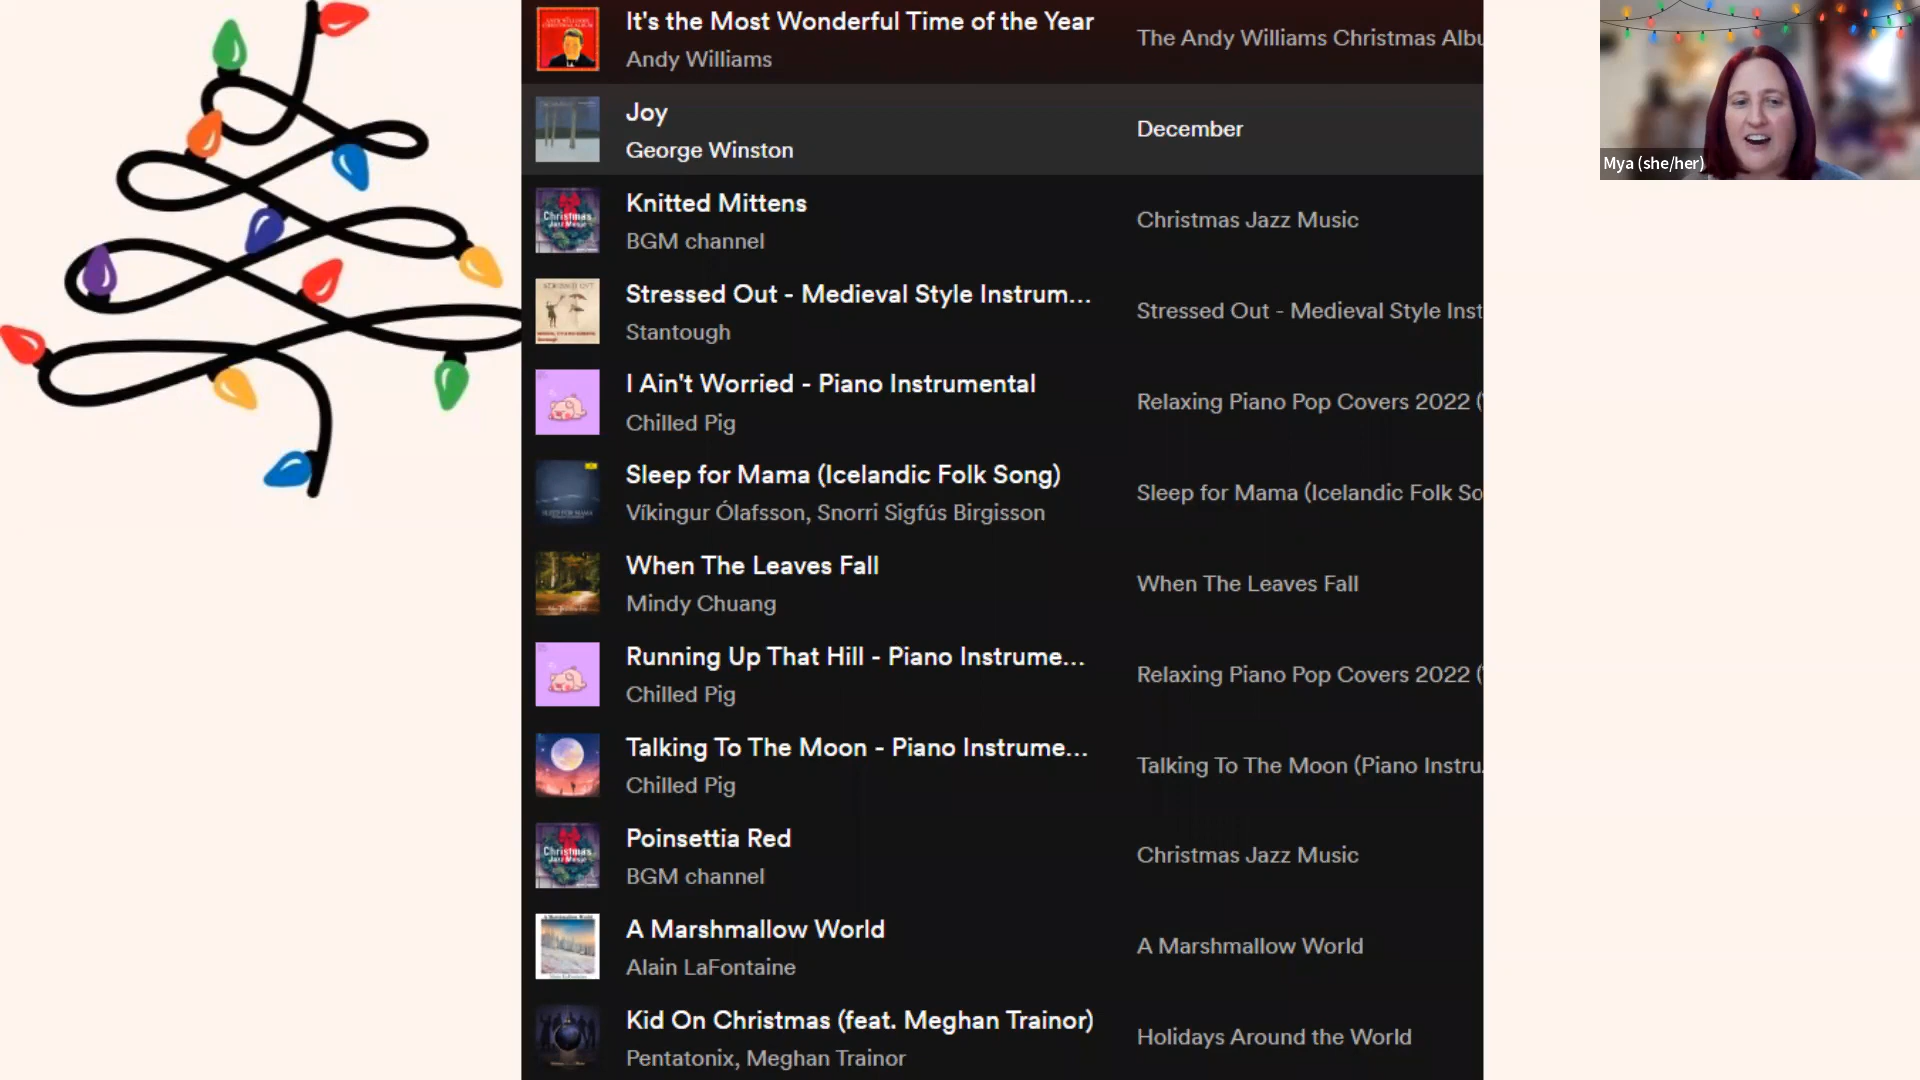 It's the Most Wonderful Time of the Year
Andy Williams
The Andy Williams Christmas Albu
Joy
George Winston
December
Knitted Mittens
BGM channel
Christmas Jazz Music
Stressed Out - Medieval Style Instrum...
Stantough
Stressed Out - Medieval Style Inst
I Ain't Worried - Piano Instrumental
Chilled Pig
Relaxing Piano Pop Covers 2022 (
Sleep for Mama (Icelandic Folk Song)
Víkingur Ólafsson, Snorri Sigfús Birgisson
Sleep for Mama (Icelandic Folk So
When The Leaves Fall
Mindy Chuang
When The Leaves Fall
Running Up That Hill - Piano Instrume...
Chilled Pig
Relaxing Piano Pop Covers 2022 (
Talking To The Moon - Piano Instrume...
Chilled Pig
Talking To The Moon (Piano Instru.
Poinsettia Red
BGM channel
Christmas Jazz Music
A Marshmallow World
Alain LaFontaine
A Marshmallow World
Kid On Christmas (feat. Meghan Trainor)
Pentatonix, Meghan Trainor
Holidays Around the World
Mya (she/her)
Christmas
Jazz Music
Christmas
Jazz Music